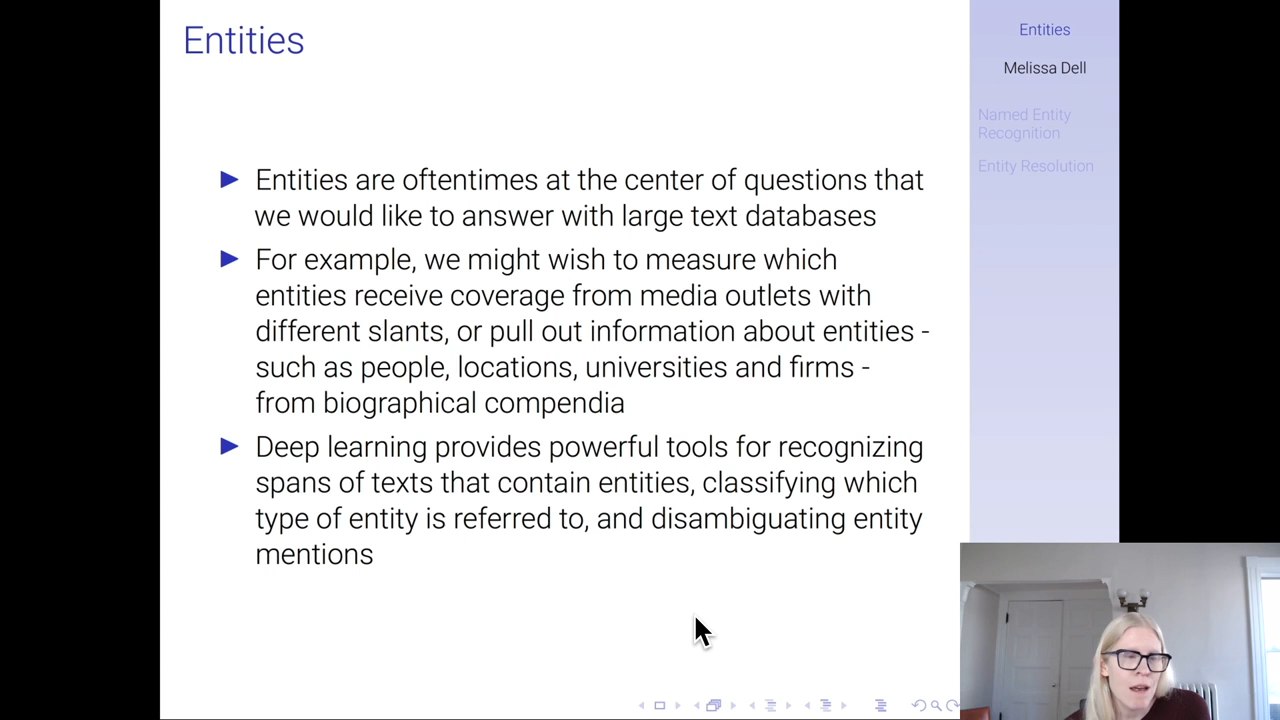 Entities
Entities are oftentimes at the center of questions that
we would like to answer with large text databases
For example, we might wish to measure which
entities receive coverage from media outlets with
different slants, or pull out information about entities -
such as people, locations, universities and firms -
from biographical compendia
Deep learning provides powerful tools for recognizing
spans of texts that contain entities, classifying which
type of entity is referred to, and disambiguating entity
mentions
Entities
Melissa Dell
Named Entity
Recognition
Entity Resolution